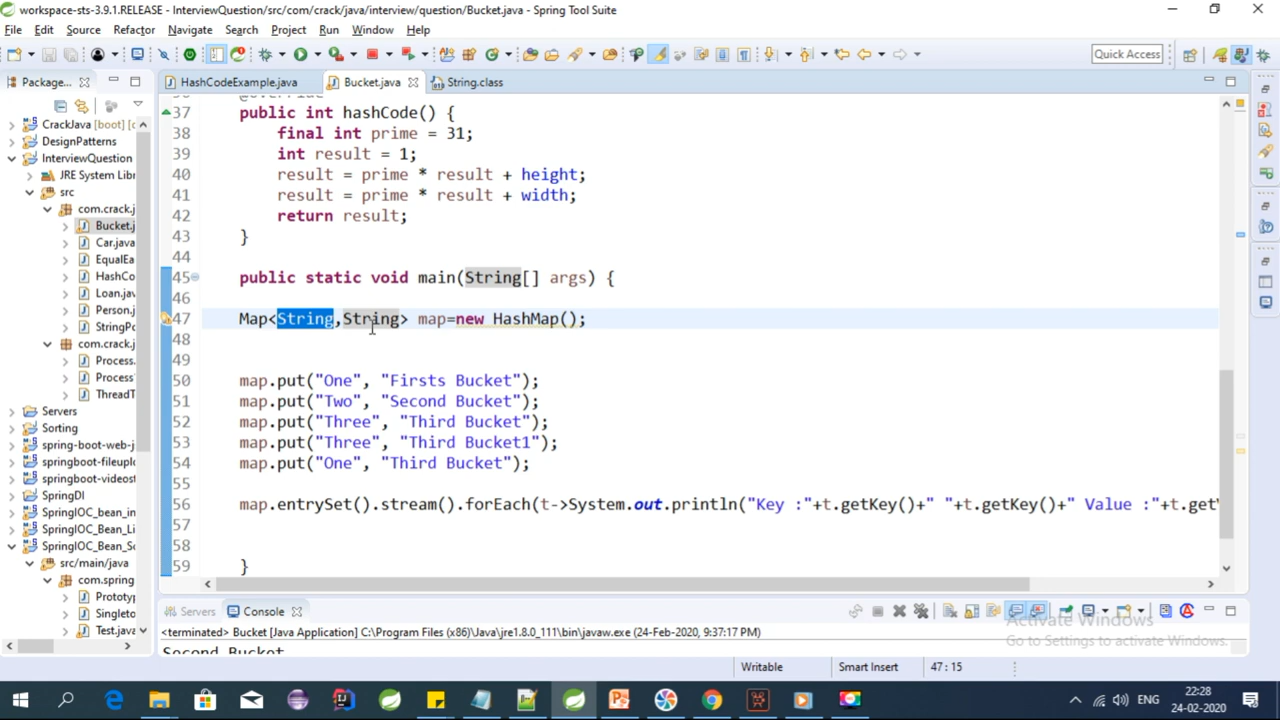 workspace-sts-3.9.1.RELEASE - InterviewQuestion/src/com/crack/java/interview/question/Bucket.java - Spring Tool Suite
File Edit Source Refactor Navigate Search Project Run Window Help
Quick Access
Package...
HashCodeExample.java Bucket.java String.class
CrackJava [boot] [c
DesignPatterns
InterviewQuestion
JRE System Libr
src
com.crack.j
Bucket.j
Car.java
EqualEa
HashCo
Loan.jav
Person.j
StringPo
com.crack.j
Process.
Process
ThreadT
Servers
Sorting
spring-boot-web-j
springboot-fileuplo
springboot-videost
SpringDI
SpringIOC_bean_in
SpringIOC_Bean_Li
SpringIOC_Bean_Sc
src/main/java
com.spring
Prototyp
Singleto
Test.java
37 public int hashCode() {
38 final int prime = 31;
39 int result = 1;
40 result = prime * result + height;
41 result = prime * result + width;
42 return result;
43 }
44
45 public static void main(String[] args) {
46
47 Map<String,String> map=new HashMap();
48
49
50 map.put("One", "Firsts Bucket");
51 map.put("Two", "Second Bucket");
52 map.put("Three", "Third Bucket");
53 map.put("Three", "Third Bucket1");
54 map.put("One", "Third Bucket");
55
56 map.entrySet().stream().forEach(t->System.out.println("Key :"+t.getKey()+" "+t.getKey()+" Value :"+t.get
57
58
59 }
Servers Console
<terminated> Bucket [Java Application] C:\Program Files (x86)\Java\jre1.8.0_111\bin\javaw.exe (24-Feb-2020, 9:37:17 PM)
Second Bucket
Activate Windows
Go to Settings to activate Windows.
Writable Smart Insert 47 : 15
ENG
22:28
24-02-2020